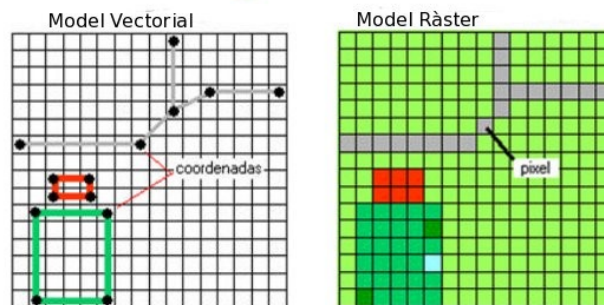 Model Vectorial
Model Ràster
coordenadas
pixel